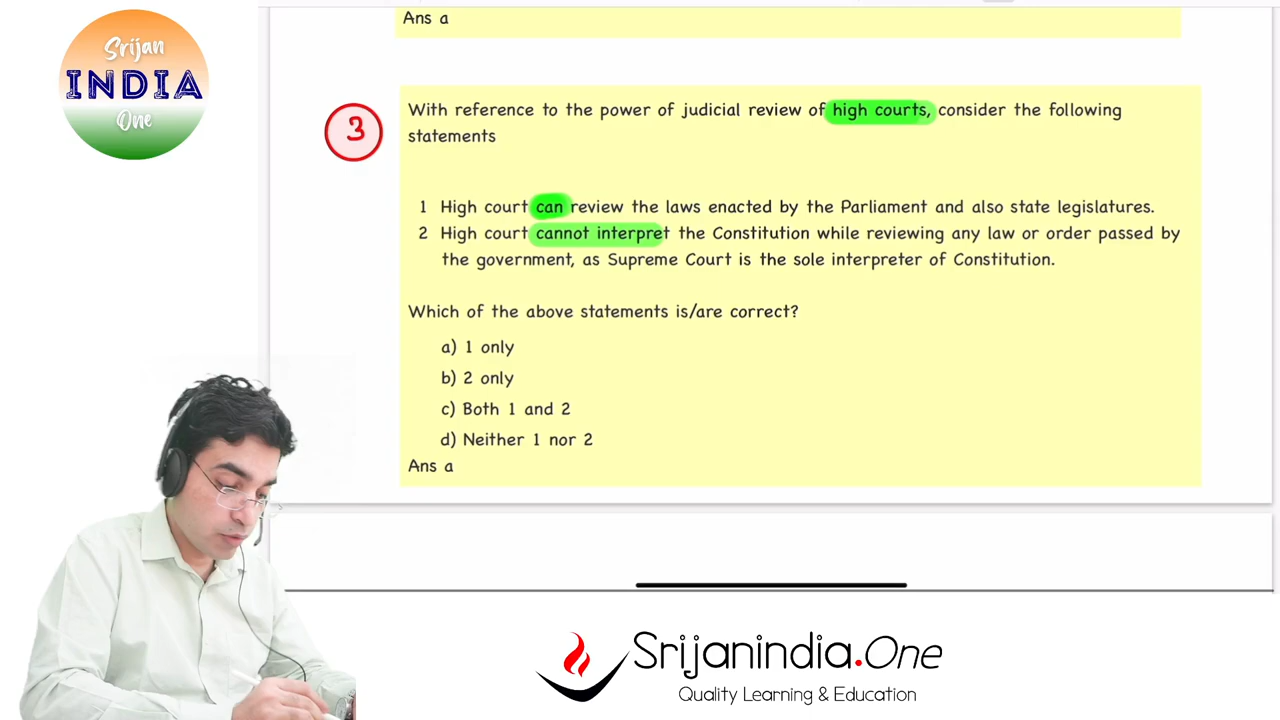 Ans a
Srijan
INDIA
One
3
With reference to the power of judicial review of high courts, consider the following
statements
1 High court can review the laws enacted by the Parliament and also state legislatures.
2 High court cannot interpret the Constitution while reviewing any law or order passed by
the government, as Supreme Court is the sole interpreter of Constitution.
Which of the above statements is/are correct?
a) 1 only
b) 2 only
c) Both 1 and 2
d) Neither 1 nor 2
Ans a
Srijanindia.One
Quality Learning & Education